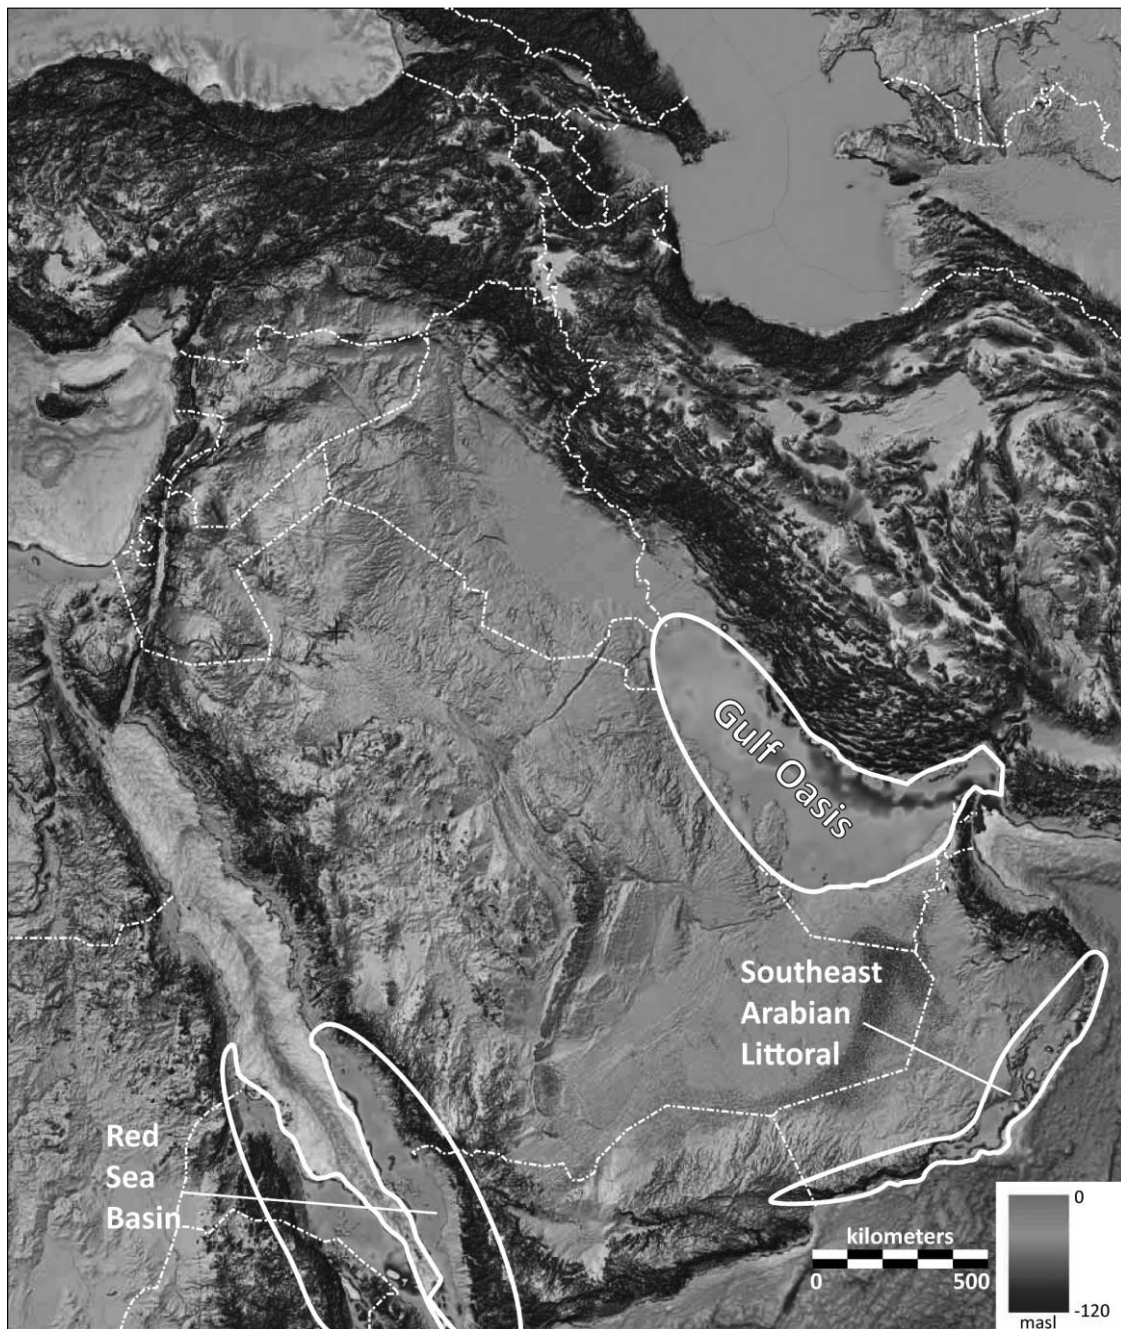 Gulf Oasis
Southeast
Arabian
Littoral
Red
Sea
Basin
kilometers
0
500
0
-120
masl